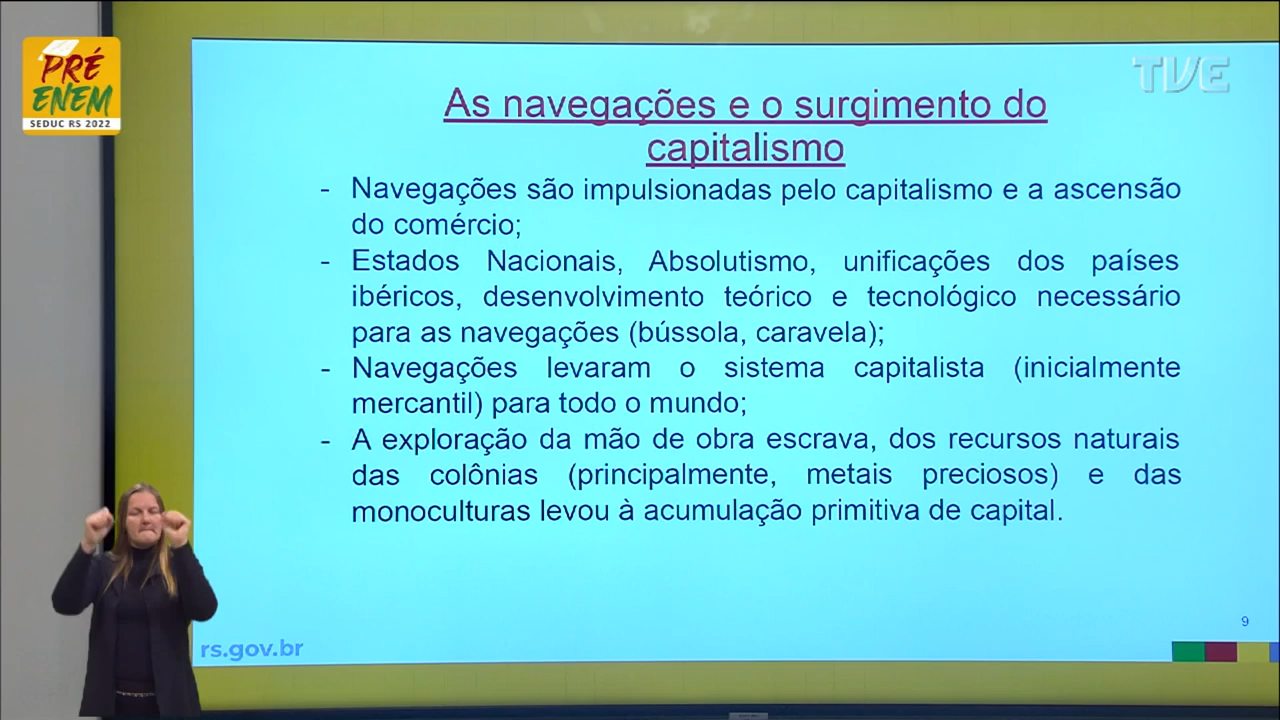 PRÉ
ENEM
SEDUC RS 2022
TVE
As navegações e o surgimento do
capitalismo
- Navegações são impulsionadas pelo capitalismo e a ascensão
do comércio;
- Estados Nacionais, Absolutismo, unificações dos países
ibéricos, desenvolvimento teórico e tecnológico necessário
para as navegações (bússola, caravela);
- Navegações levaram o sistema capitalista (inicialmente
mercantil) para todo o mundo;
- A exploração da mão de obra escrava, dos recursos naturais
das colônias (principalmente, metais preciosos) e das
monoculturas levou à acumulação primitiva de capital.
9
rs.gov.br